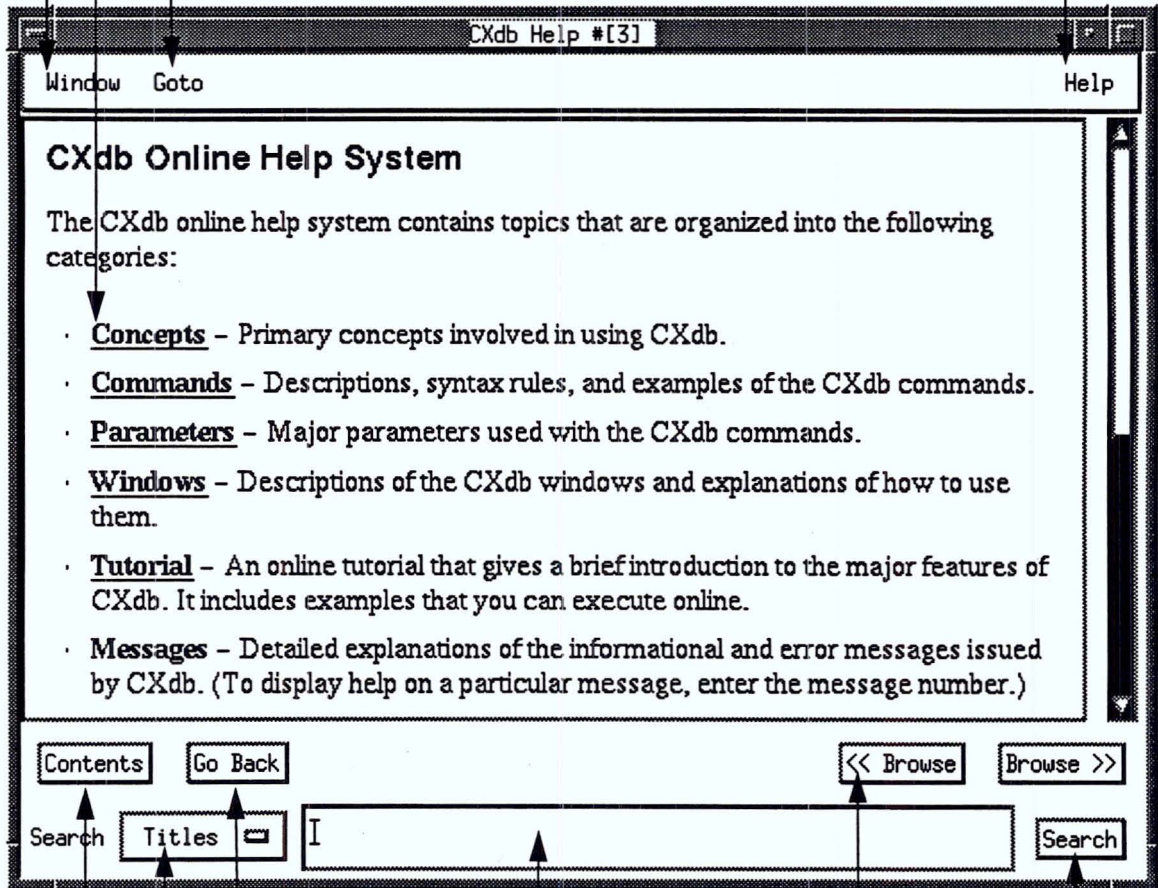 CXdb Help #[3]
Window Goto Help
CXdb Online Help System
The CXdb online help system contains topics that are organized into the following
categories:
· Concepts – Primary concepts involved in using CXdb.
· Commands – Descriptions, syntax rules, and examples of the CXdb commands.
· Parameters – Major parameters used with the CXdb commands.
· Windows – Descriptions of the CXdb windows and explanations of how to use
them.
· Tutorial – An online tutorial that gives a brief introduction to the major features of
CXdb. It includes examples that you can execute online.
· Messages – Detailed explanations of the informational and error messages issued
by CXdb. (To display help on a particular message, enter the message number.)
Contents Go Back << Browse Browse >>
Search Titles Search